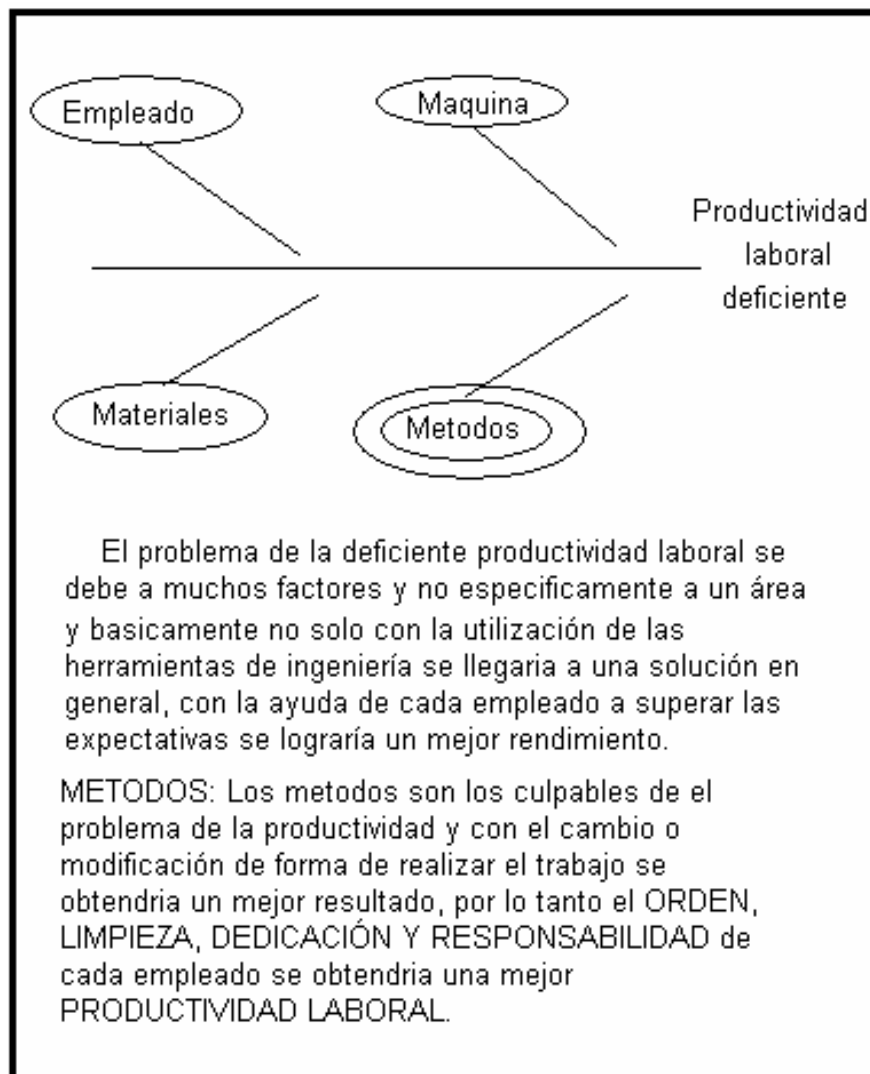 Empleado
Maquina
Productividad
laboral
deficiente
Materiales
Metodos
El problema de la deficiente productividad laboral se
debe a muchos factores y no especificamente a un área
y basicamente no solo con la utilización de las
herramientas de ingeniería se llegaria a una solución en
general, con la ayuda de cada empleado a superar las
expectativas se lograría un mejor rendimiento.
METODOS: Los metodos son los culpables de el
problema de la productividad y con el cambio o
modificación de forma de realizar el trabajo se
obtendria un mejor resultado, por lo tanto el ORDEN,
LIMPIEZA, DEDICACIÓN Y RESPONSABILIDAD de
cada empleado se obtendria una mejor
PRODUCTIVIDAD LABORAL.